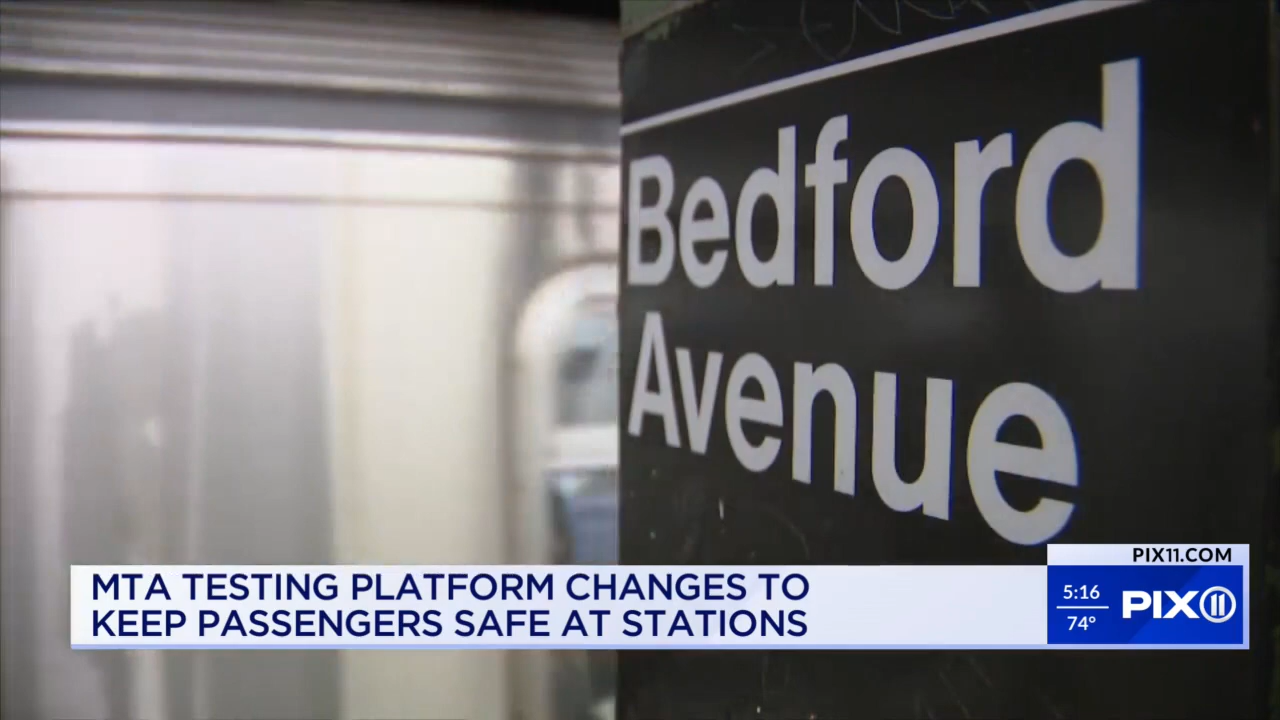 Bedford
Avenue
PIX11.COM
MTA TESTING PLATFORM CHANGES TO
KEEP PASSENGERS SAFE AT STATIONS
5:16
74°
PIX11